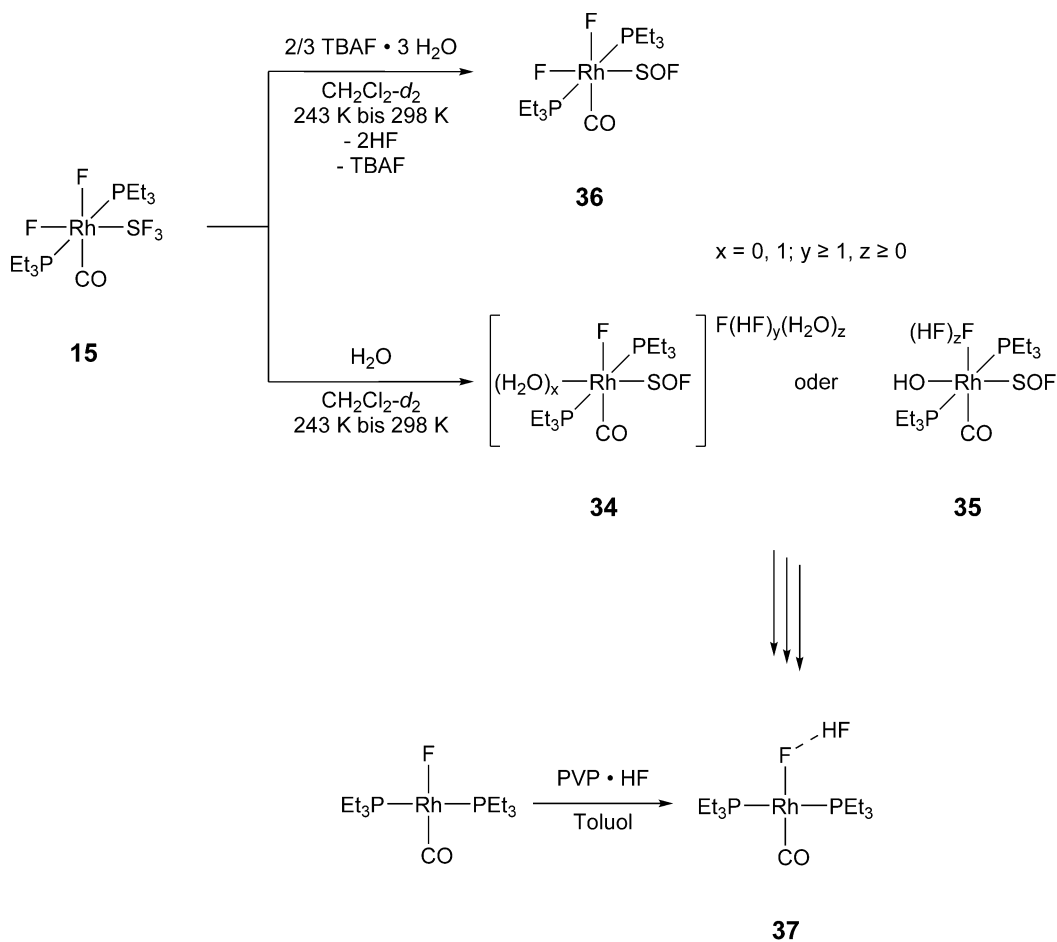 2/3 TBAF • 3 H2O
CH2Cl2-d2
243 K bis 298 K
- 2HF
- TBAF
F
PEt3
F Rh SOF
Et3P
CO
36
F
PEt3
F Rh SF3
Et3P
CO
15
x = 0, 1; y ≥ 1, z ≥ 0
H2O
CH2Cl2-d2
243 K bis 298 K
F
PEt3
(H2O)x Rh SOF
Et3P
CO
F(HF)y(H2O)z
34
oder
(HF)zF
PEt3
HO Rh SOF
Et3P
CO
35
F
Et3P Rh PEt3
CO
PVP • HF
Toluol
HF
F
Et3P Rh PEt3
CO
37